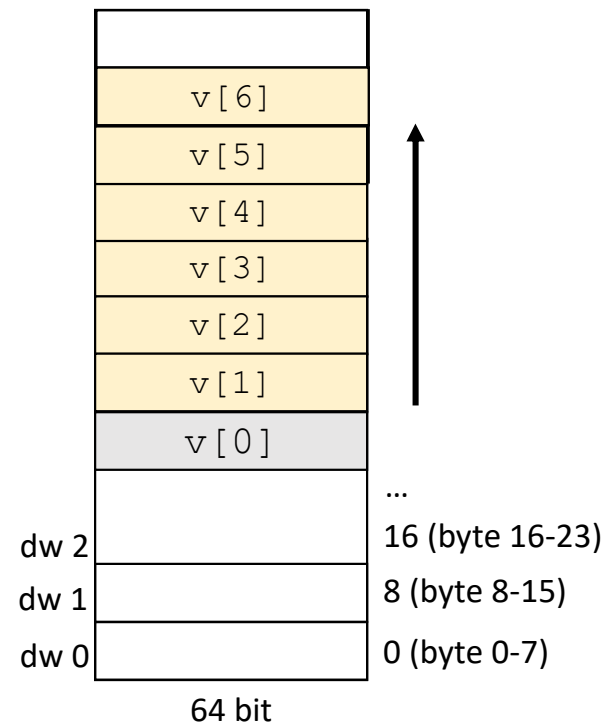 v[6]
v[5]
v[4]
v[3]
v[2]
v[1]
v[0]
...
dw 2 16 (byte 16-23)
dw 1 8 (byte 8-15)
dw 0 0 (byte 0-7)
64 bit